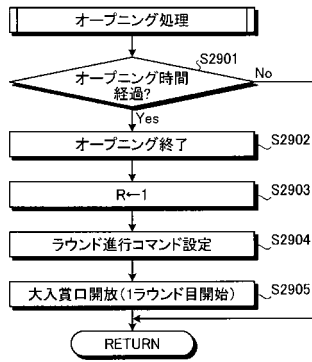 オープニング処理
S2901
オープニング時間
経過?
No
Yes
オープニング終了
S2902
R←1
S2903
ラウンド進行コマンド設定
S2904
大入賞口開放(1ラウンド目開始)
S2905
RETURN